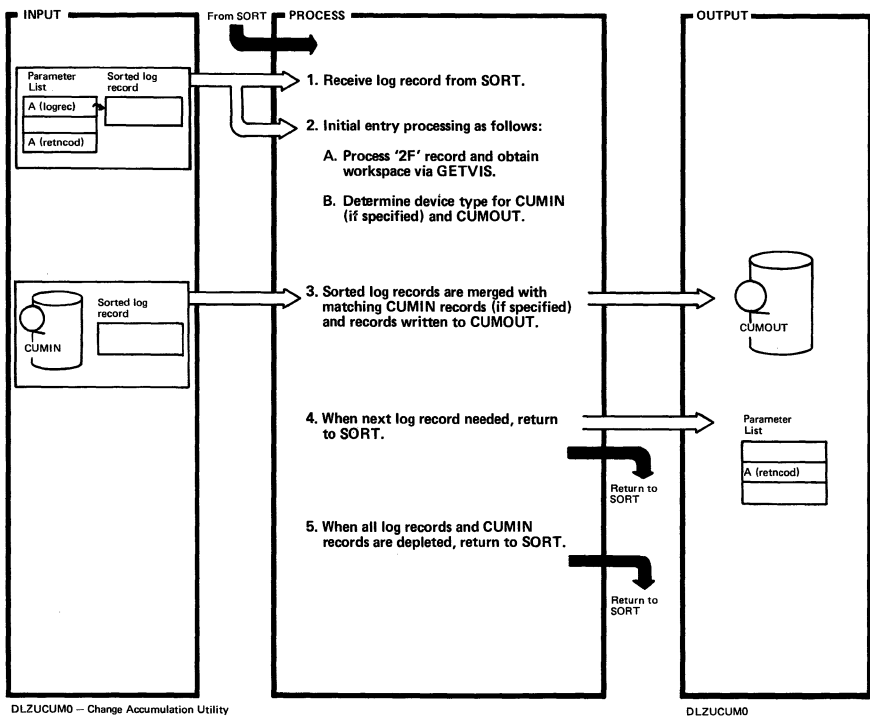 INPUT
From SORT
PROCESS
OUTPUT
Parameter
List
Sorted log
record
A (logrec)
A (retncod)
1. Receive log record from SORT.
2. Initial entry processing as follows:
A. Process '2F' record and obtain
workspace via GETVIS.
B. Determine device type for CUMIN
(if specified) and CUMOUT.
CUMIN
Sorted log
record
3. Sorted log records are merged with
matching CUMIN records (if specified)
and records written to CUMOUT.
CUMOUT
4. When next log record needed, return
to SORT.
Return to
SORT
Parameter
List
A (retncod)
5. When all log records and CUMIN
records are depleted, return to SORT.
Return to
SORT
DLZUCUM0 — Change Accumulation Utility
DLZUCUM0